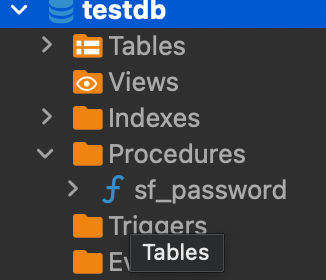 testdb
Tables
Views
Indexes
Procedures
sf_password
Triggers
Tables